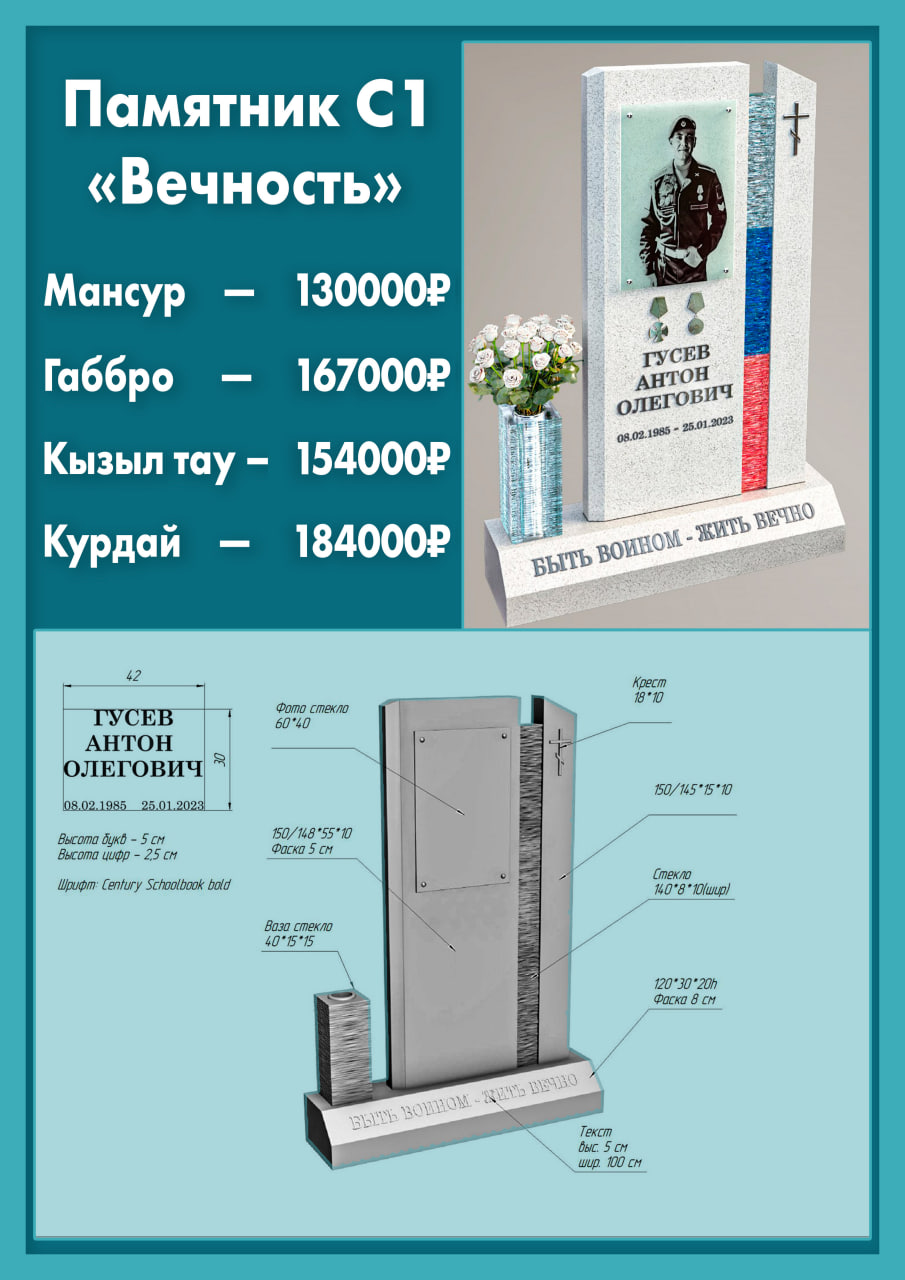 Памятник С1
«Вечность»
Мансур — 130000₽
Габбро — 167000₽
Кызыл тау – 154000₽
Курдай — 184000₽
ГУСЕВ
АНТОН
ОЛЕГОВИЧ
08.02.1985 - 25.01.2023
БЫТЬ ВОИНОМ - ЖИТЬ ВЕЧНО
42
ГУСЕВ
АНТОН
ОЛЕГОВИЧ
08.02.1985 25.01.2023
30
Высота букв - 5 см
Высота цифр - 2,5 см
Шрифт: Century Schoolbook bold
Фото стекло
60*40
150/148*55*10
Фаска 5 см
Ваза стекло
40*15*15
Крест
18*10
150/145*15*10
Стекло
140*8*10(шир)
120*30*20h
Фаска 8 см
БЫТЬ ВОИНОМ - ЖИТЬ ВЕЧНО
Текст
выс. 5 см
шир. 100 см